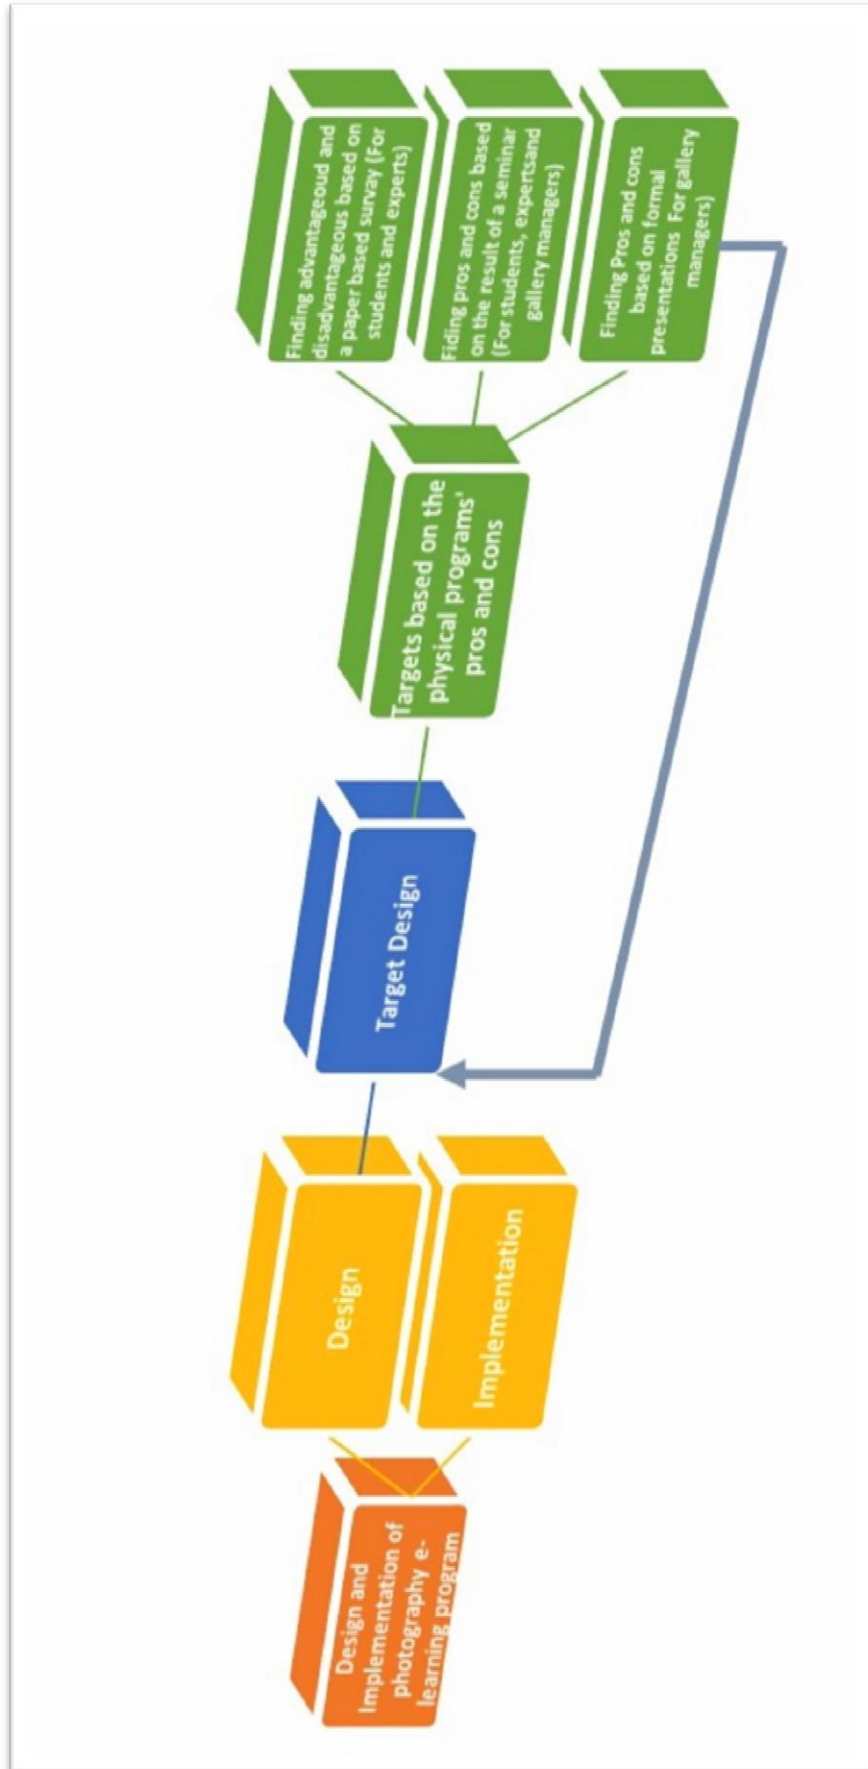 Design and
Implementation of
photography e-
learning program
Design
Implementation
Target Design
Targets based on the
physical programs'
pros and cons
Finding advantageoud and
disadvantageous based on
a paper based survay (For
students and experts)
Fiding pros and cons based
on the result of a seminar
(For students, expertsand
gallery managers)
Finding Pros and cons
based on formal
presentations For gallery
managers)